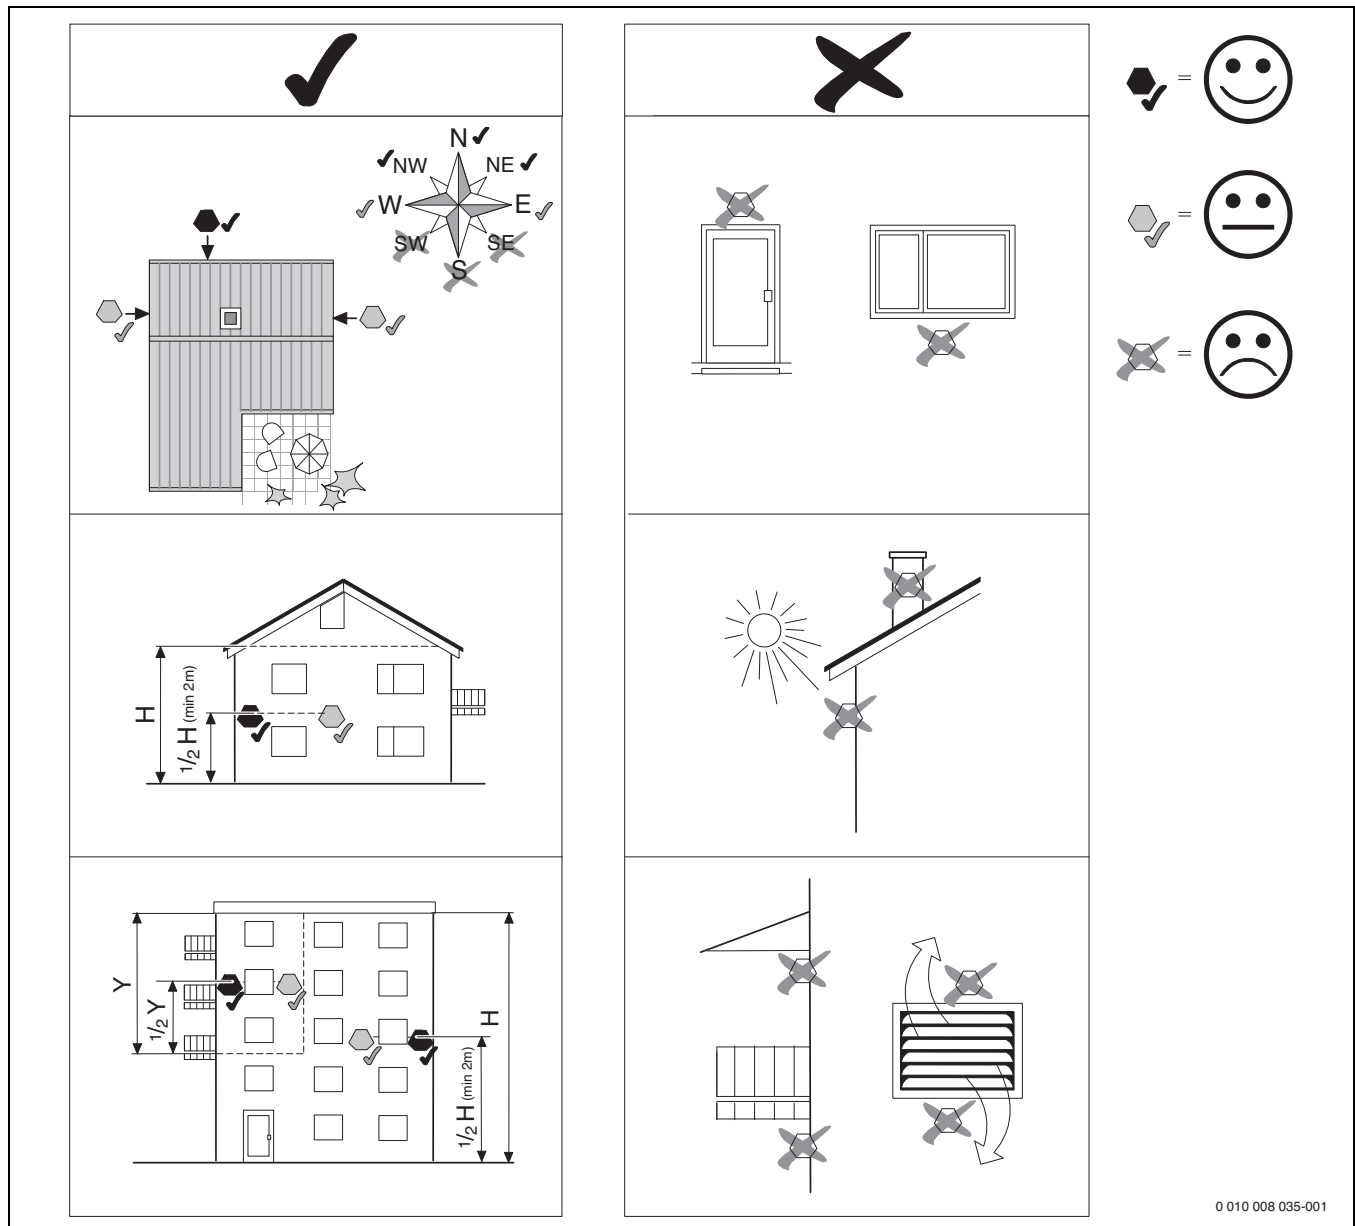 N
NW
NE
W
E
SW
SE
S
=
=
=
H
1/2 H (min 2m)
Y
1/2 Y
H
1/2 H (min 2m)
0 010 008 035-001